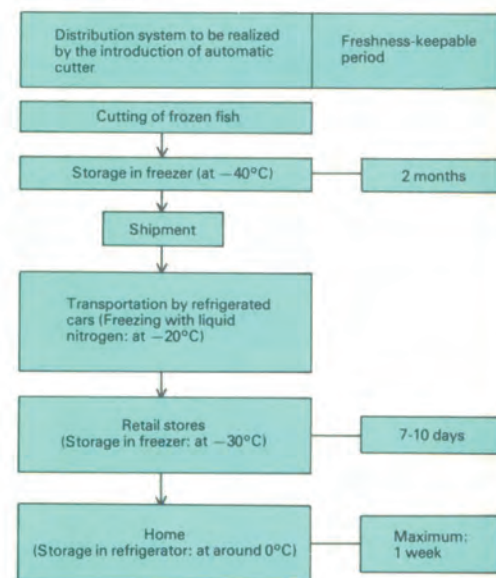 Distribution system to be realized
by the introduction of automatic
cutter
Freshness-keepable
period
Cutting of frozen fish
Storage in freezer (at −40°C)
2 months
Shipment
Transportation by refrigerated
cars (Freezing with liquid
nitrogen: at −20°C)
Retail stores
(Storage in freezer: at −30°C)
7-10 days
Home
(Storage in refrigerator: at around 0°C)
Maximum:
1 week